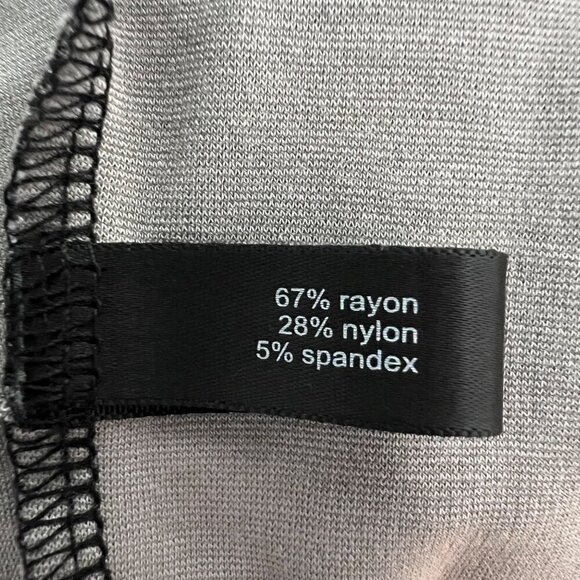 67% rayon
28% nylon
5% spandex